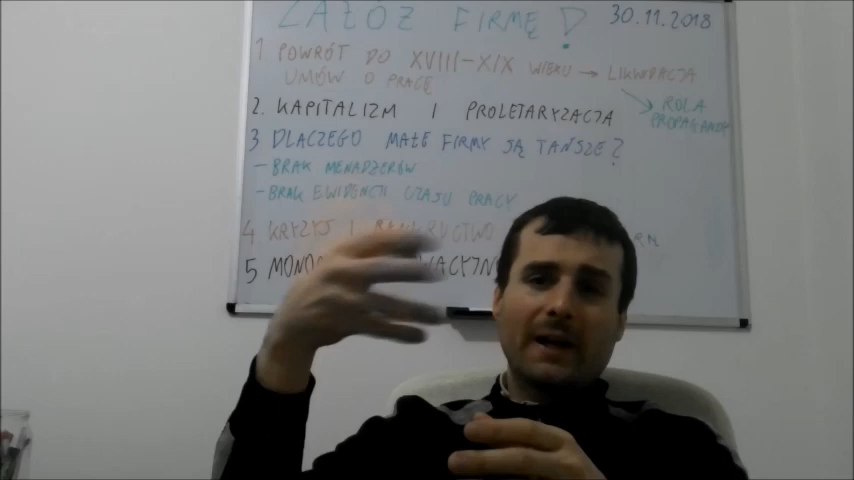 ZAŁÓŻ FIRMĘ! 30.11.2018
1 POWRÓT DO XVIII-XIX WIEKU → LIKWIDACJA
UMÓW O PRACĘ
ROLA
PROPAGANDY
2. KAPITALIZM I PROLETARYZACJA
3 DLACZEGO MAŁE FIRMY SĄ TAŃSZE?
- BRAK MENADŻERÓW
- BRAK EWIDENCJI CZASU PRACY
4 KRYZYS I BANKRUCTWO
5